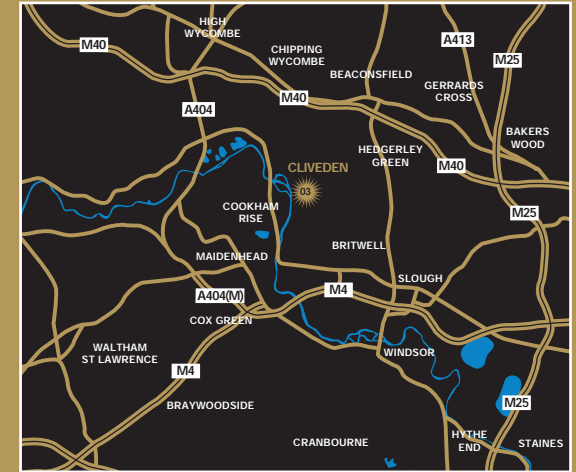 HIGH
WYCOMBE
A413
M40
CHIPPING
WYCOMBE
M25
BEACONSFIELD
GERRARDS
CROSS
M40
A404
BAKERS
WOOD
HEDGERLEY
GREEN
M40
CLIVEDEN
03
COOKHAM
RISE
M25
BRITWELL
MAIDENHEAD
SLOUGH
A404(M)
M4
COX GREEN
WALTHAM
ST LAWRENCE
WINDSOR
M4
M25
BRAYWOODSIDE
CRANBOURNE
HYTHE
END
STAINES